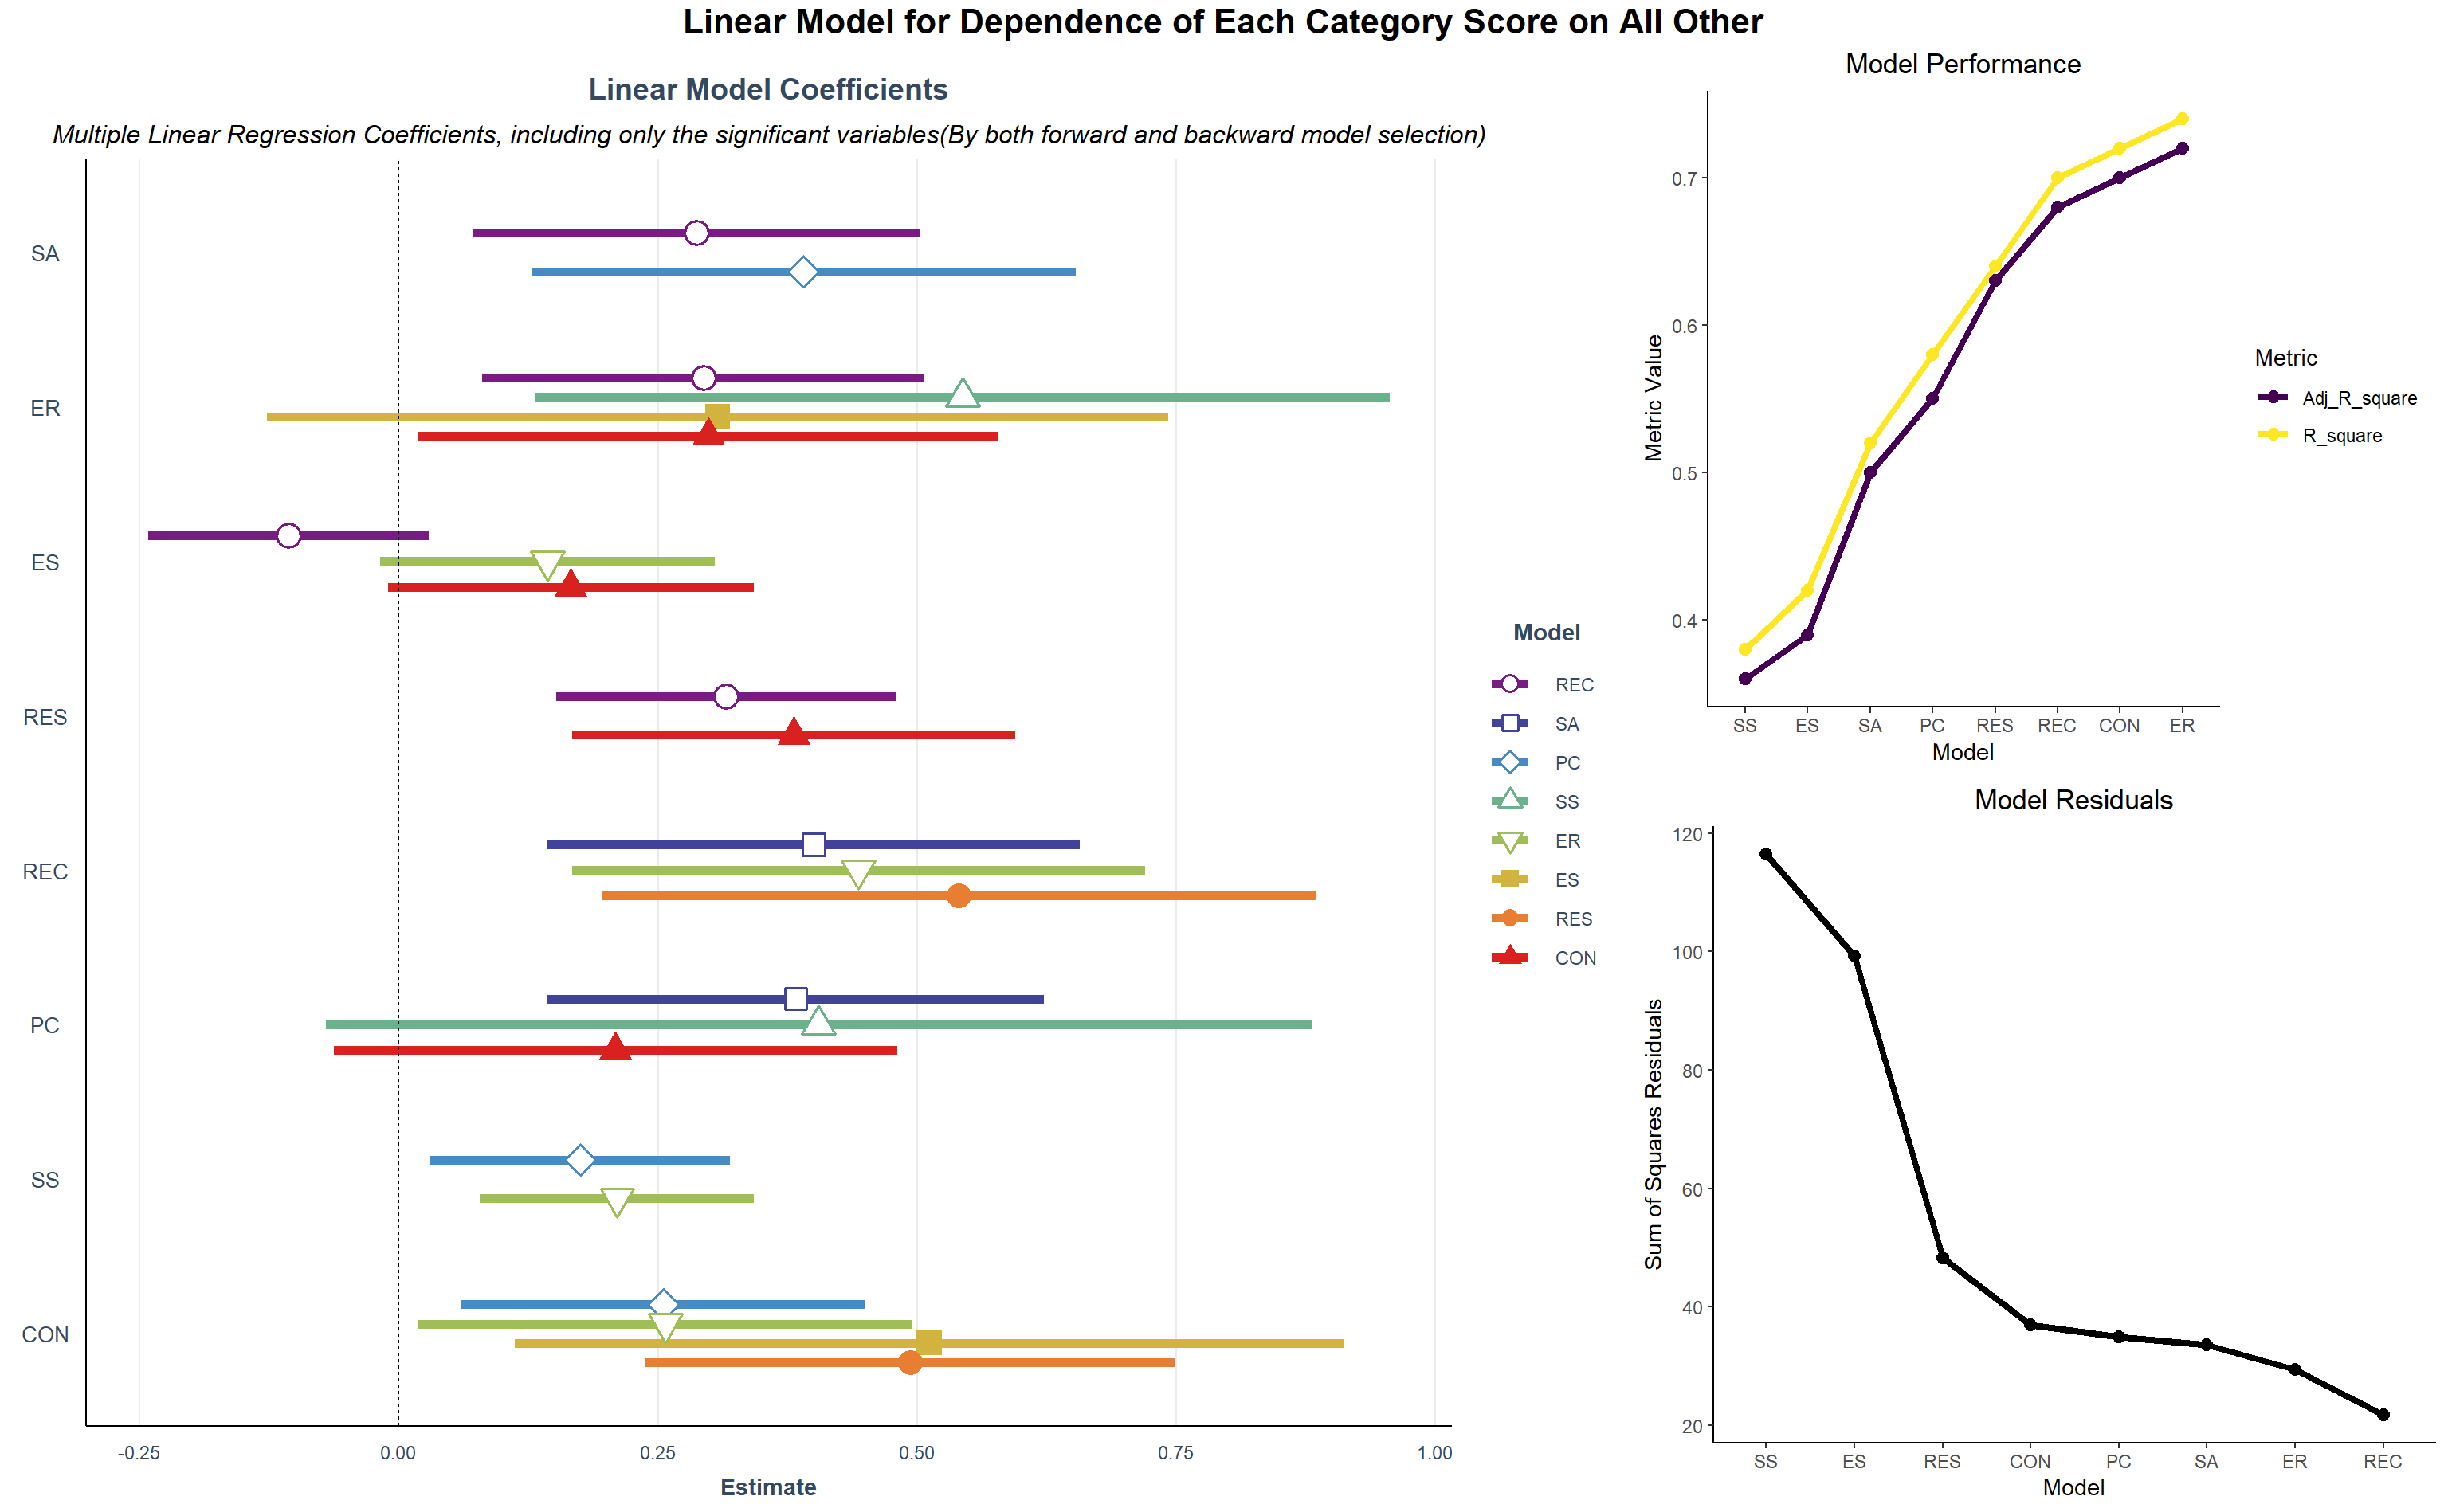 Linear Model for Dependence of Each Category Score on All Other
Linear Model Coefficients
Multiple Linear Regression Coefficients, including only the significant variables(By both forward and backward model selection)
SA
ER
ES
RES
REC
PC
SS
CON
-0.25 0.00 0.25 0.50 0.75 1.00
Estimate
Model
REC
SA
PC
SS
ER
ES
RES
CON
Model Performance
Metric Value
0.7
0.6
0.5
0.4
SS ES SA PC RES REC CON ER
Model
Metric
Adj_R_square
R_square
Model Residuals
Sum of Squares Residuals
120
100
80
60
40
20
SS ES RES CON PC SA ER REC
Model